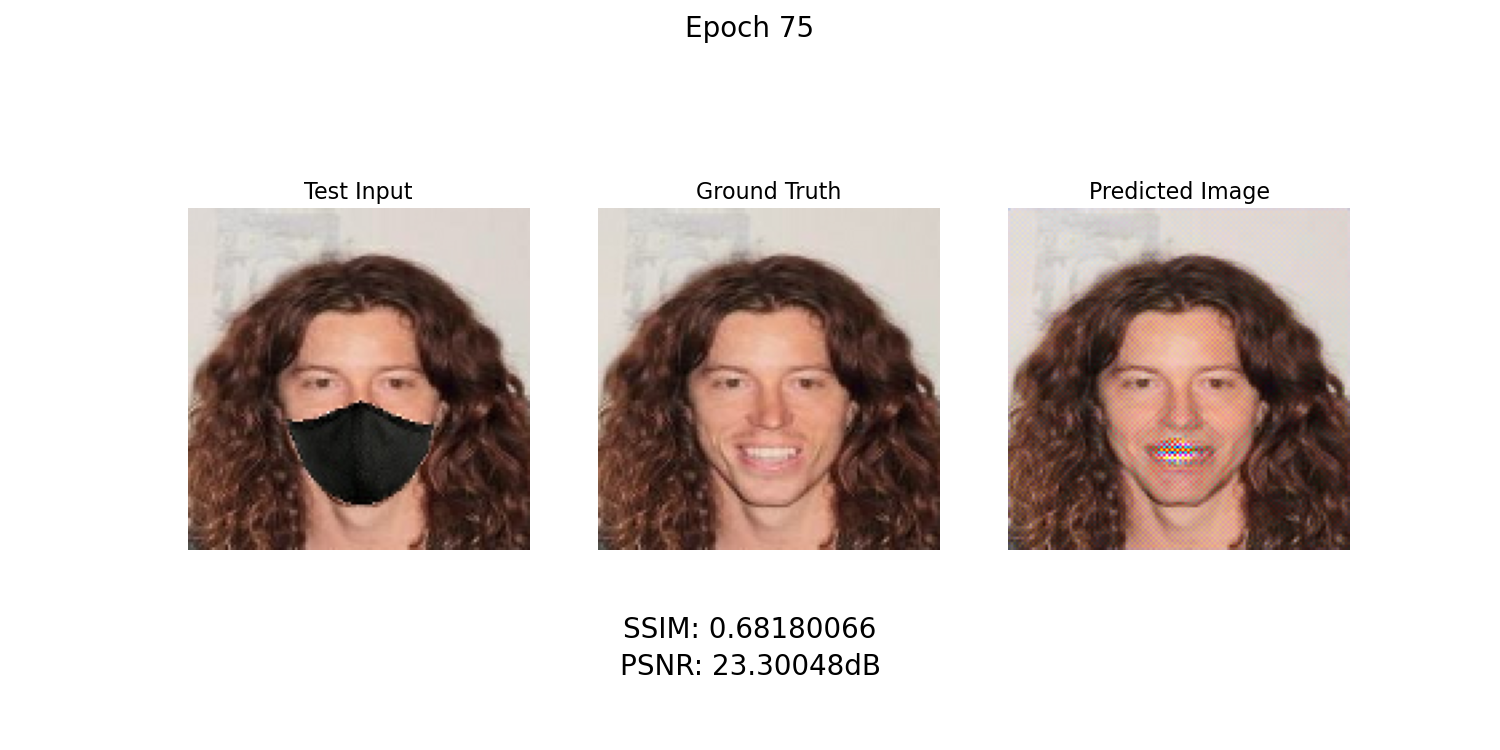 Epoch 75
Test Input
Ground Truth
Predicted Image
SSIM: 0.68180066
PSNR: 23.30048dB